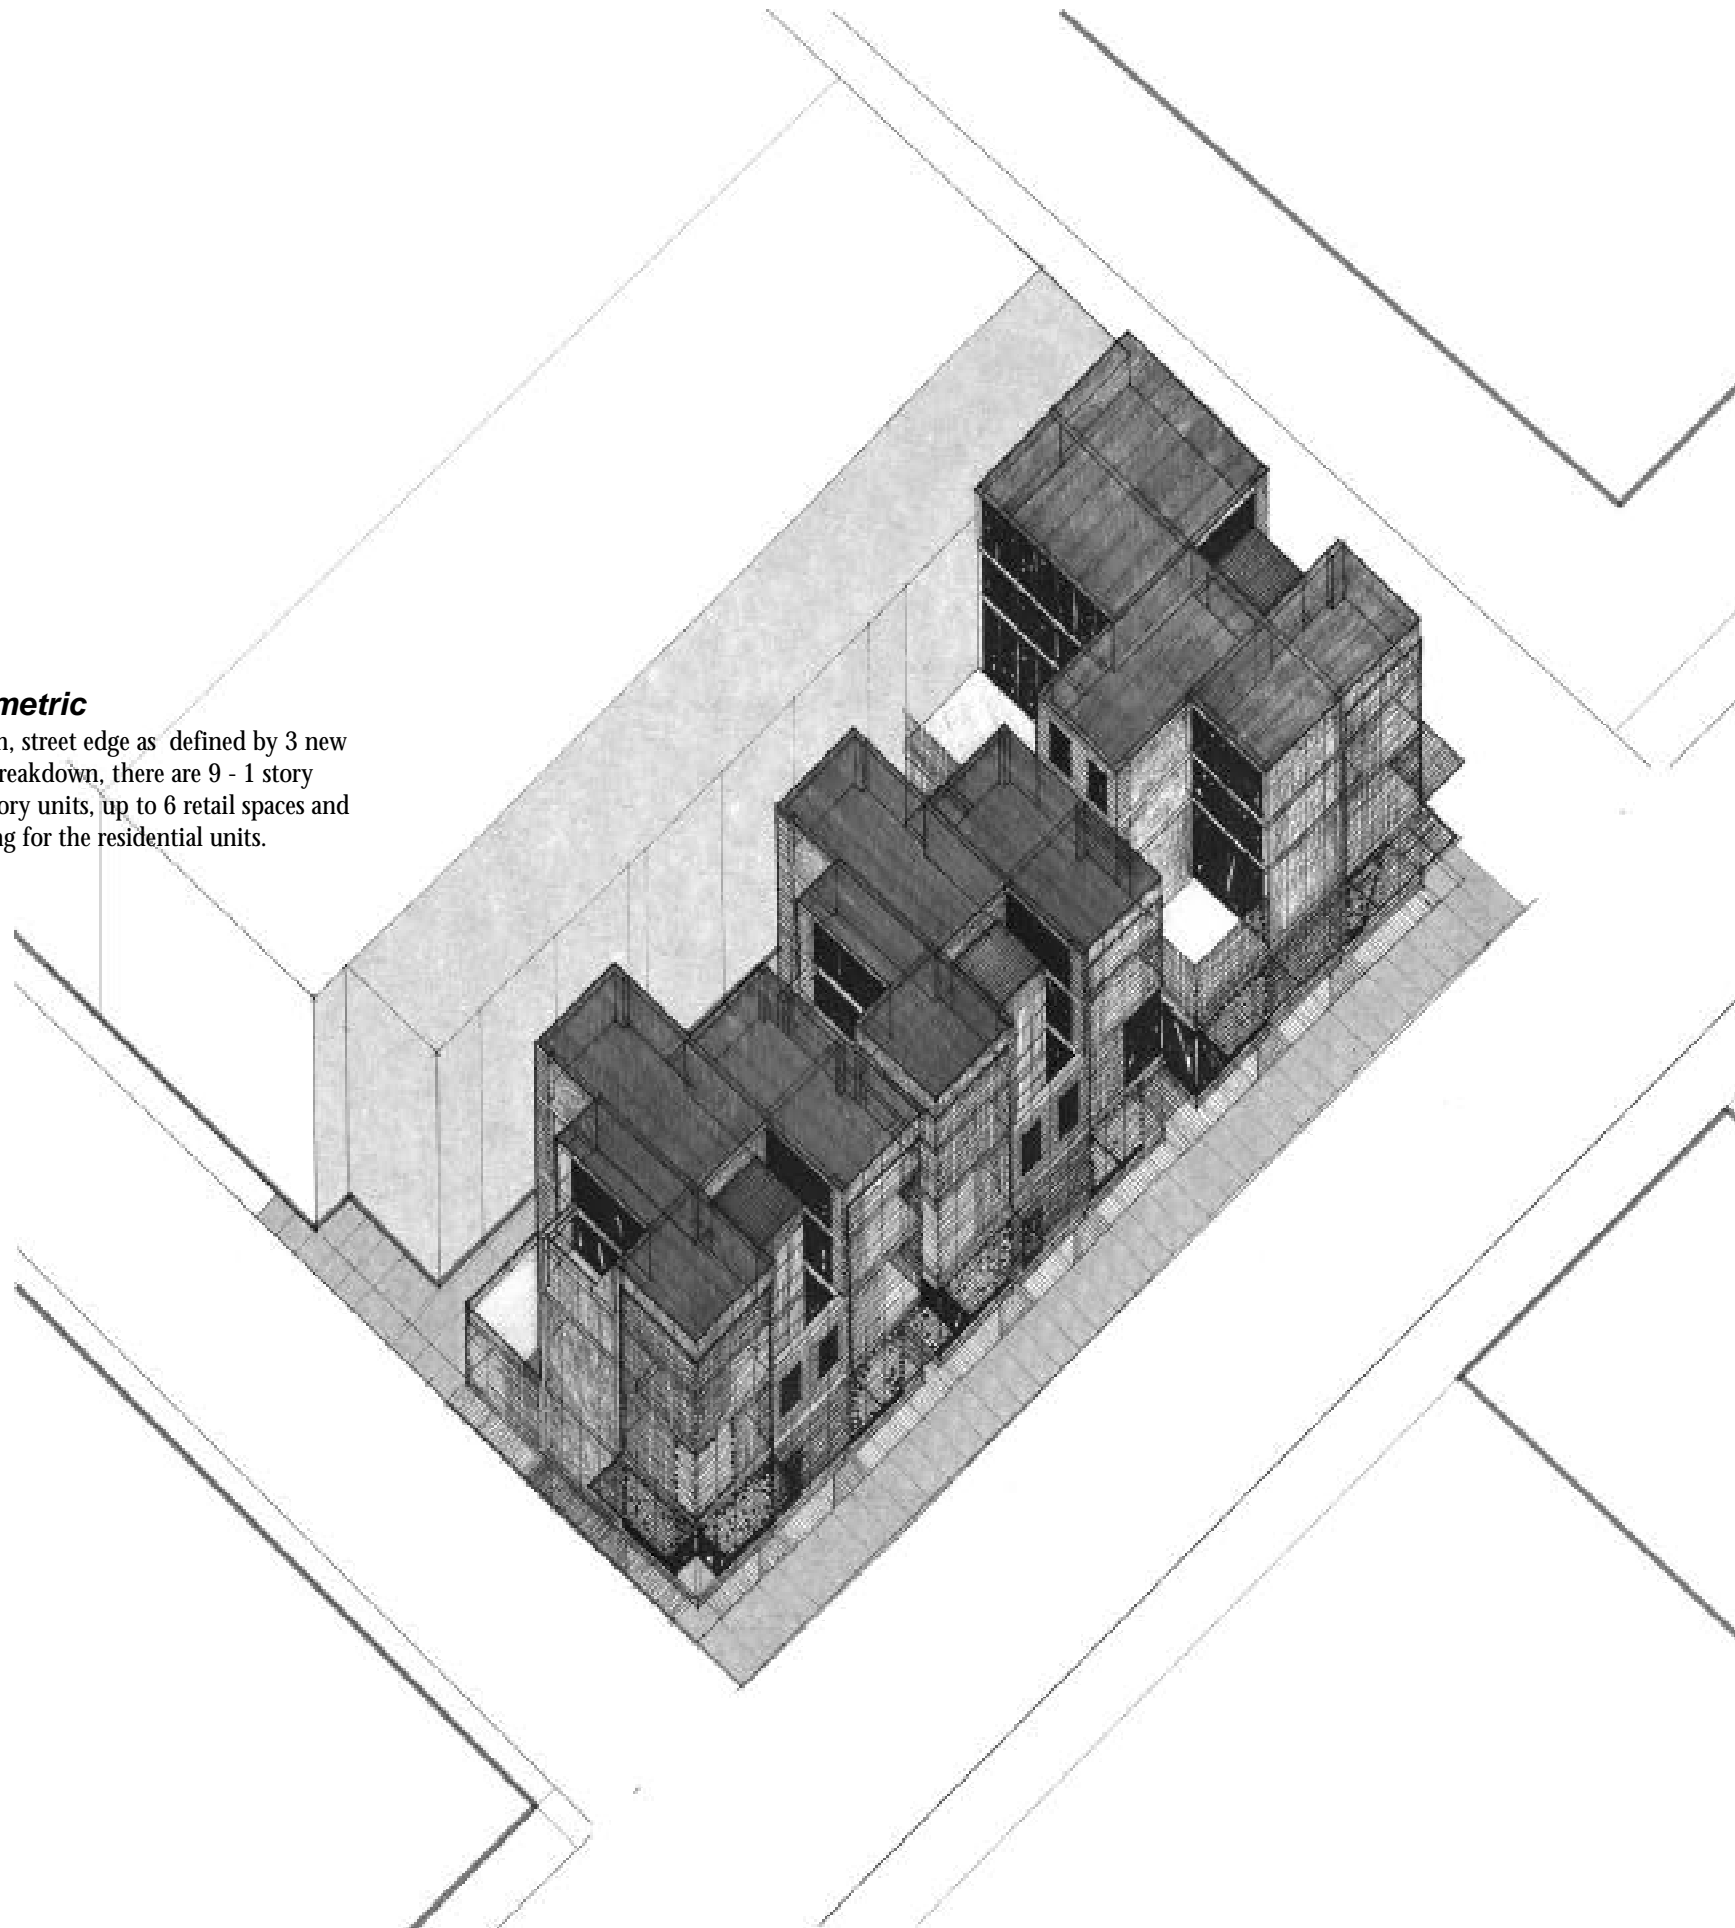 metric
n, street edge as  defined by 3 new
reakdown, there are 9 - 1 story
ory units, up to 6 retail spaces and
g for the residential units.